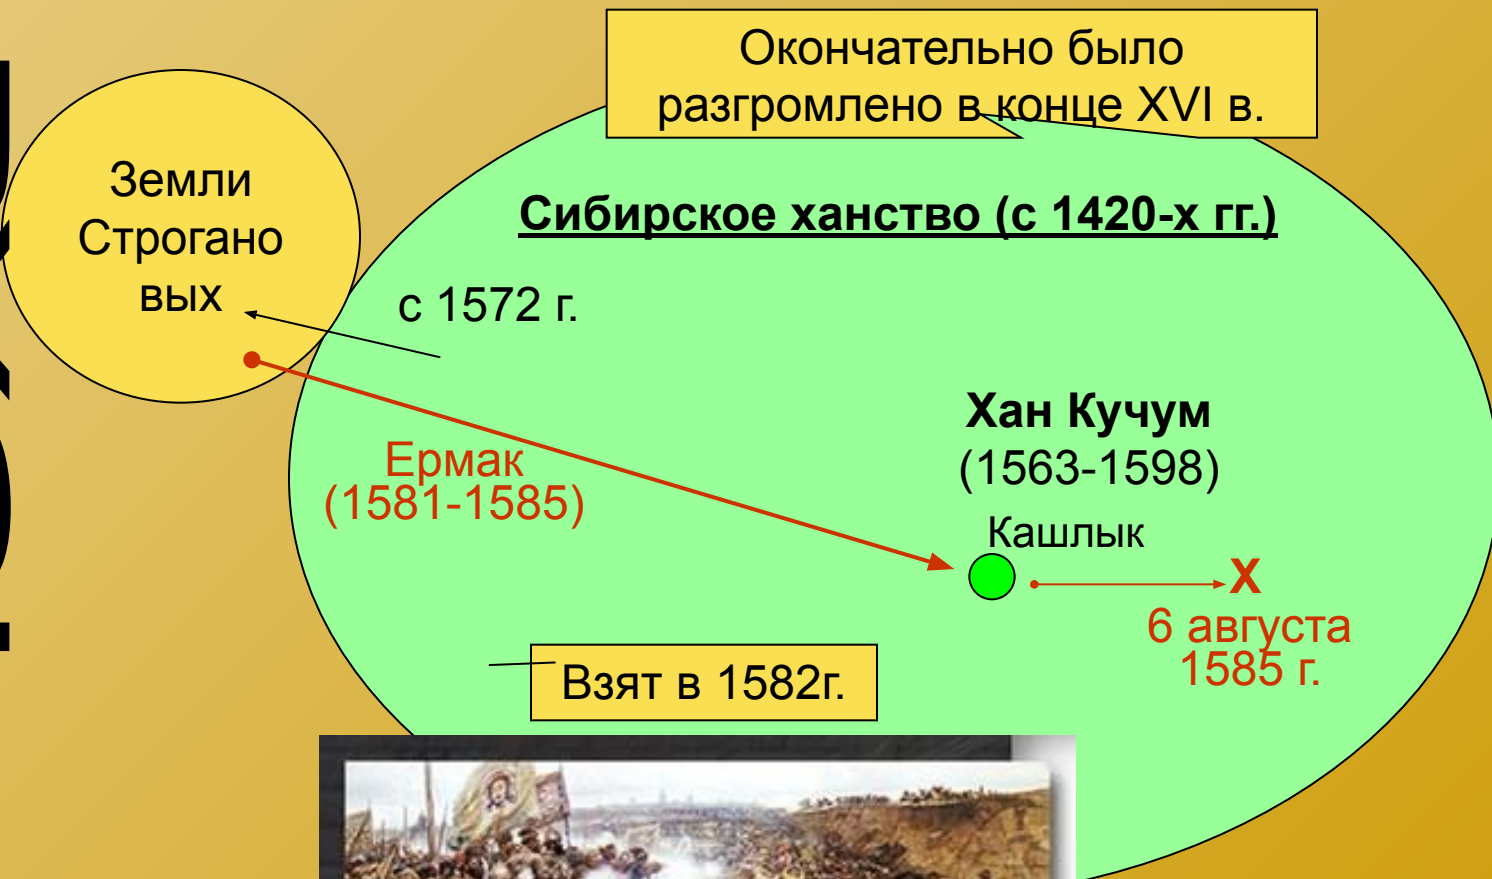 Окончательно было
разгромлено в конце XVI в.
Земли
Строгано
вых
Сибирское ханство (с 1420-х гг.)
с 1572 г.
Ермак
(1581-1585)
Хан Кучум
(1563-1598)
Кашлык
X
6 августа
1585 г.
Взят в 1582г.